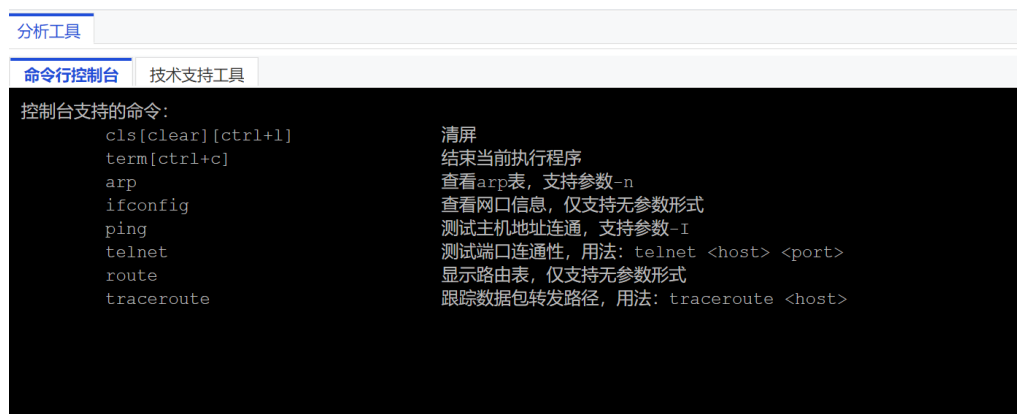 分析工具
命令行控制台 技术支持工具
控制台支持的命令：
cls[clear][ctrl+l] 清屏
term[ctrl+c] 结束当前执行程序
arp 查看arp表，支持参数-n
ifconfig 查看网口信息，仅支持无参数形式
ping 测试主机地址连通，支持参数-I
telnet 测试端口连通性，用法：telnet <host> <port>
route 显示路由表，仅支持无参数形式
traceroute 跟踪数据包转发路径，用法：traceroute <host>